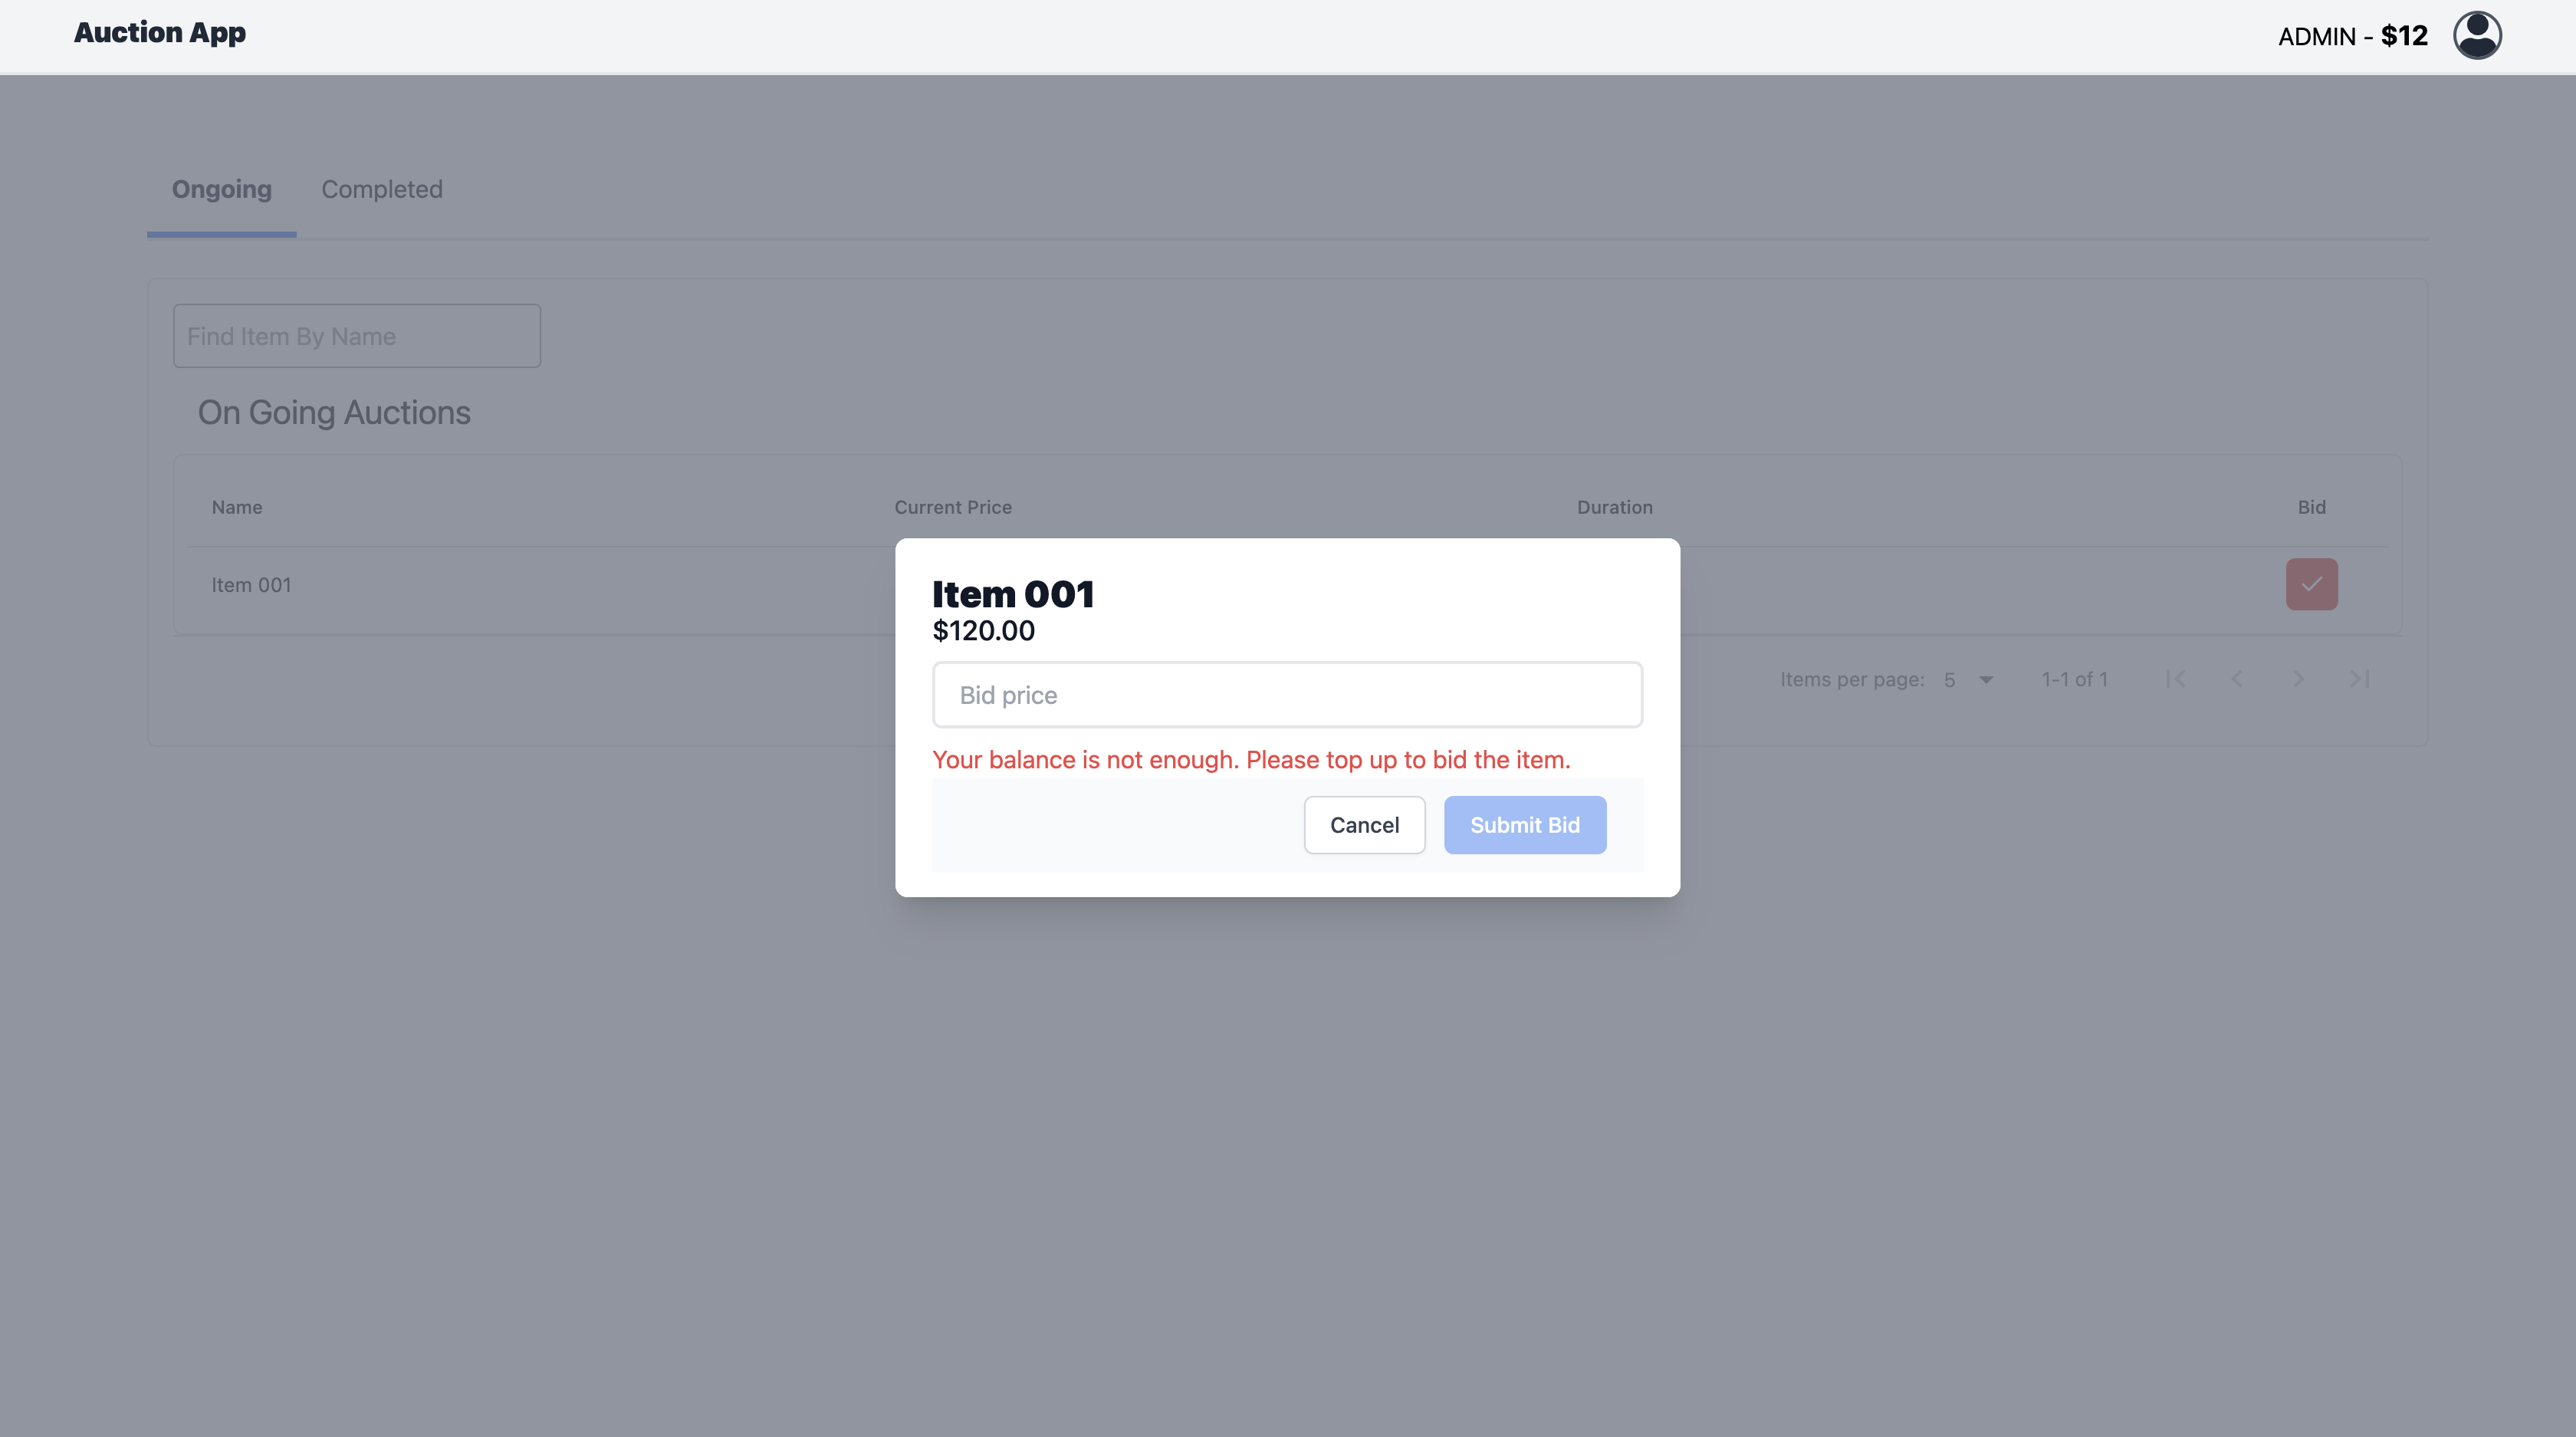 Auction App
ADMIN - $12
Ongoing Completed
Find Item By Name
On Going Auctions
Name Current Price Duration Bid
Item 001
Item 001
$120.00
Bid price
Your balance is not enough. Please top up to bid the item.
Cancel Submit Bid
Items per page: 5 1-1 of 1